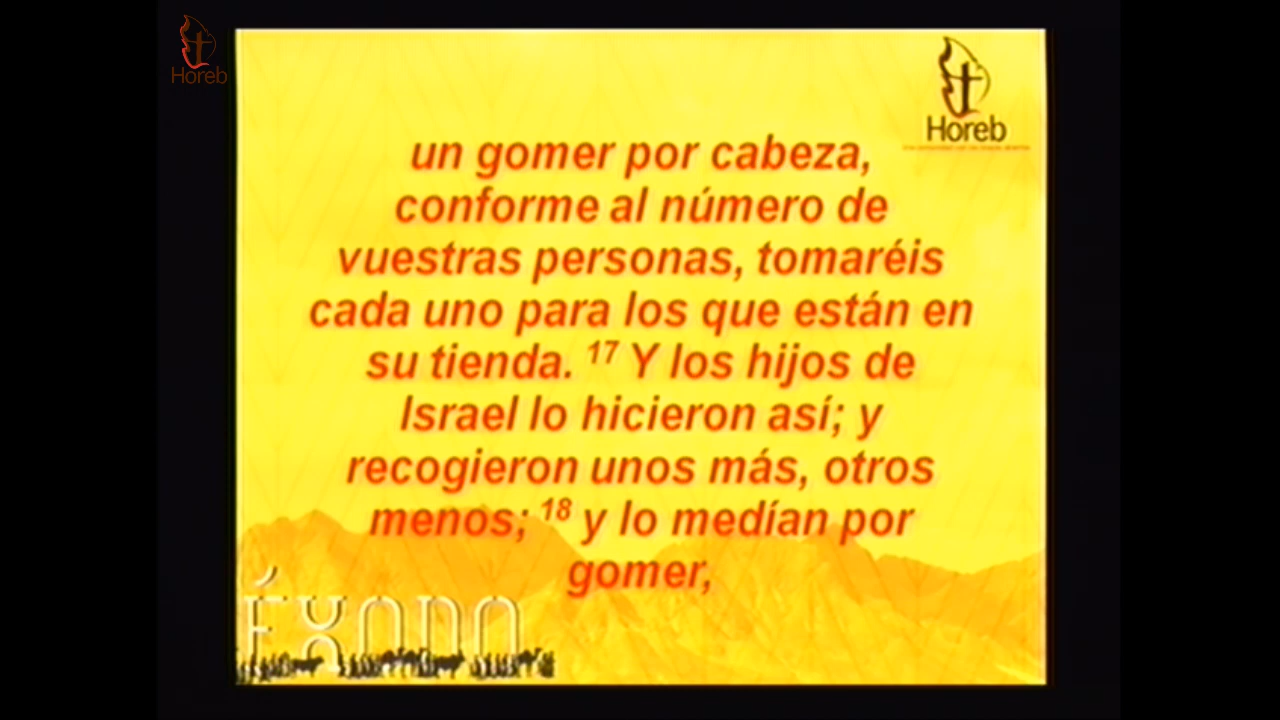 Horeb
Horeb
un gomer por cabeza,
conforme al número de
vuestras personas, tomaréis
cada uno para los que están en
su tienda. 17 Y los hijos de
Israel lo hicieron así; y
recogieron unos más, otros
menos; 18 y lo medían por
gomer,
ÉXODO